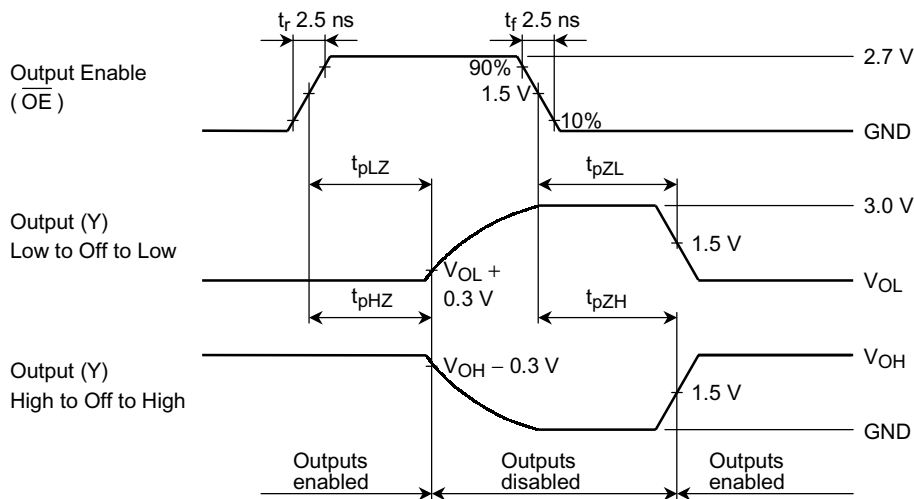 tr 2.5 ns
tf 2.5 ns
Output Enable
( OE )
90%
1.5 V
10%
2.7 V
GND
tpLZ
tpZL
Output (Y)
Low to Off to Low
3.0 V
1.5 V
VOL +
0.3 V
VOL
tpHZ
tpZH
Output (Y)
High to Off to High
VOH − 0.3 V
VOH
1.5 V
GND
Outputs
enabled
Outputs
disabled
Outputs
enabled